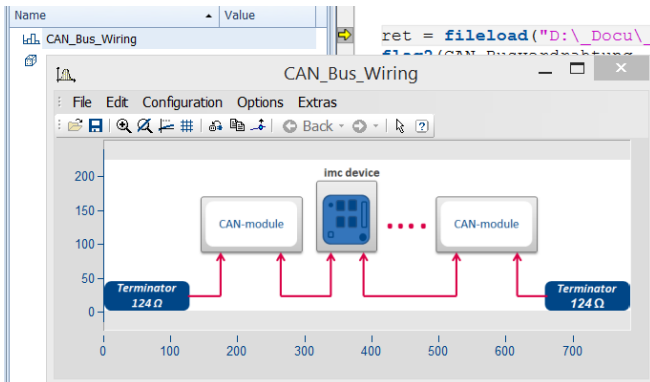 Name
Value
CAN_Bus_Wiring
ret = fileload("D:\_Docu\_
CAN_Bus_Wiring
File Edit Configuration Options Extras
Back
imc device
CAN-module
CAN-module
Terminator
124 Ω
Terminator
124 Ω
200
150
100
50
0
0 100 200 300 400 500 600 700